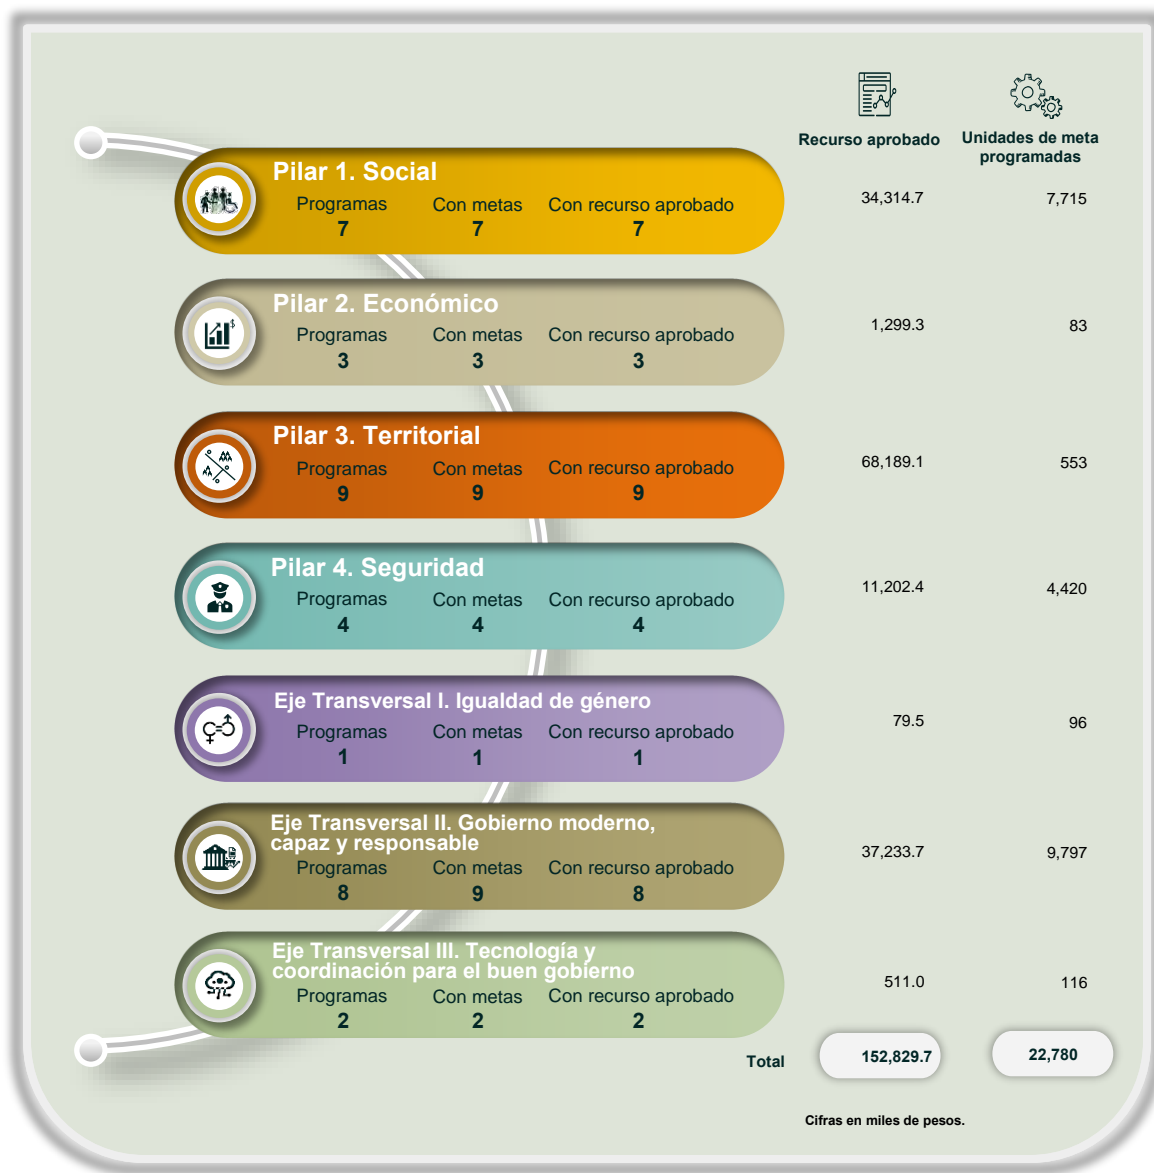 Recurso aprobado
Unidades de meta
programadas
Pilar 1. Social
Programas Con metas Con recurso aprobado
7 7 7
34,314.7 7,715
Pilar 2. Económico
Programas Con metas Con recurso aprobado
3 3 3
1,299.3 83
Pilar 3. Territorial
Programas Con metas Con recurso aprobado
9 9 9
68,189.1 553
Pilar 4. Seguridad
Programas Con metas Con recurso aprobado
4 4 4
11,202.4 4,420
Eje Transversal I. Igualdad de género
Programas Con metas Con recurso aprobado
1 1 1
79.5 96
Eje Transversal II. Gobierno moderno,
capaz y responsable
Programas Con metas Con recurso aprobado
8 9 8
37,233.7 9,797
Eje Transversal III. Tecnología y
coordinación para el buen gobierno
Programas Con metas Con recurso aprobado
2 2 2
511.0 116
Total 152,829.7 22,780
Cifras en miles de pesos.